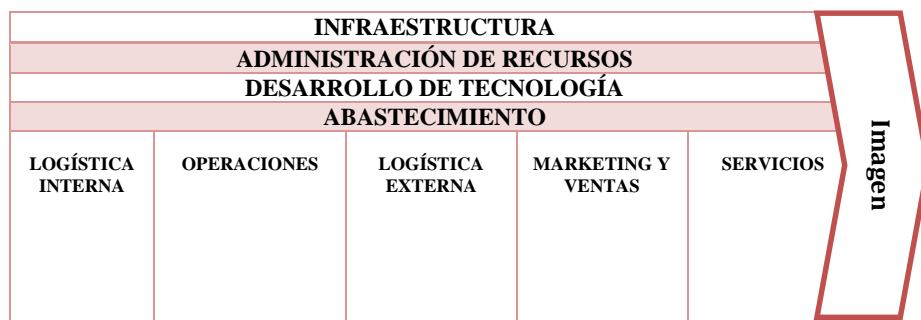 INFRAESTRUCTURA
ADMINISTRACIÓN DE RECURSOS
DESARROLLO DE TECNOLOGÍA
ABASTECIMIENTO
LOGÍSTICA
INTERNA
OPERACIONES
LOGÍSTICA
EXTERNA
MARKETING Y
VENTAS
SERVICIOS
Imagen